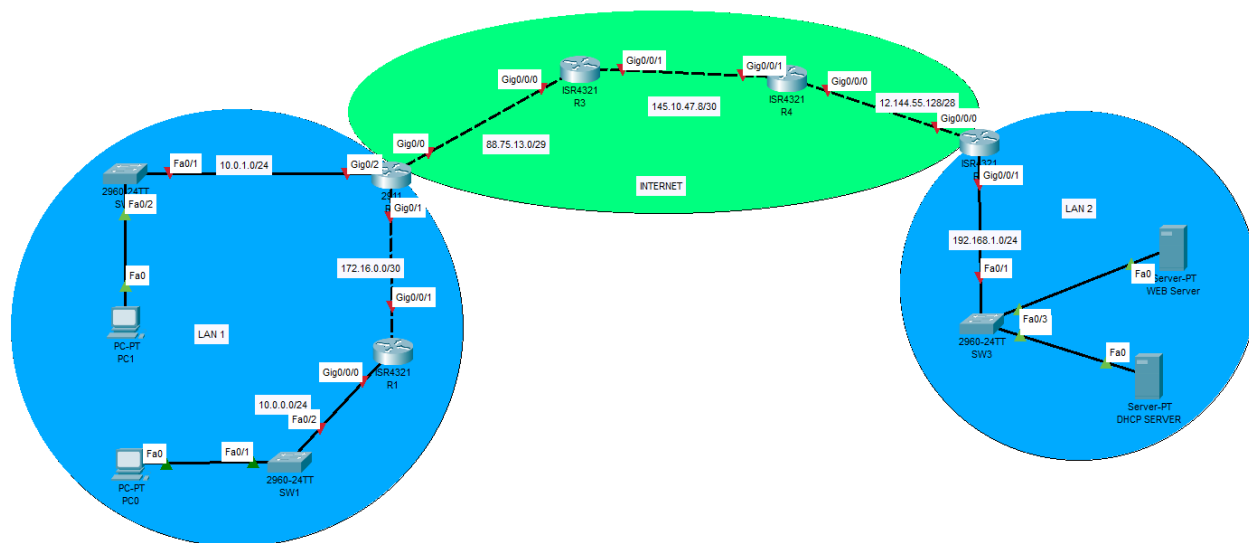 Gig0/0/1
Gig0/0/1
Gig0/0/0
ISR4321
R3
ISR4321
R4
Gig0/0/0
145.10.47.8/30
12.144.55.128/28
Gig0/0/0
Gig0/0
88.75.13.0/29
INTERNET
ISR4321
Gig0/0/1
Fa0/1
10.0.1.0/24
Gig0/2
2960-24TT
Fa0/2
2911
Gig0/1
172.16.0.0/30
Gig0/0/1
Fa0
PC-PT
PC1
LAN 1
ISR4321
R1
Gig0/0/0
10.0.0.0/24
Fa0/2
Fa0
Fa0/1
PC-PT
PC0
2960-24TT
SW1
LAN 2
192.168.1.0/24
Fa0/1
Fa0
Server-PT
WEB Server
Fa0/3
2960-24TT
SW3
Fa0
Server-PT
DHCP SERVER